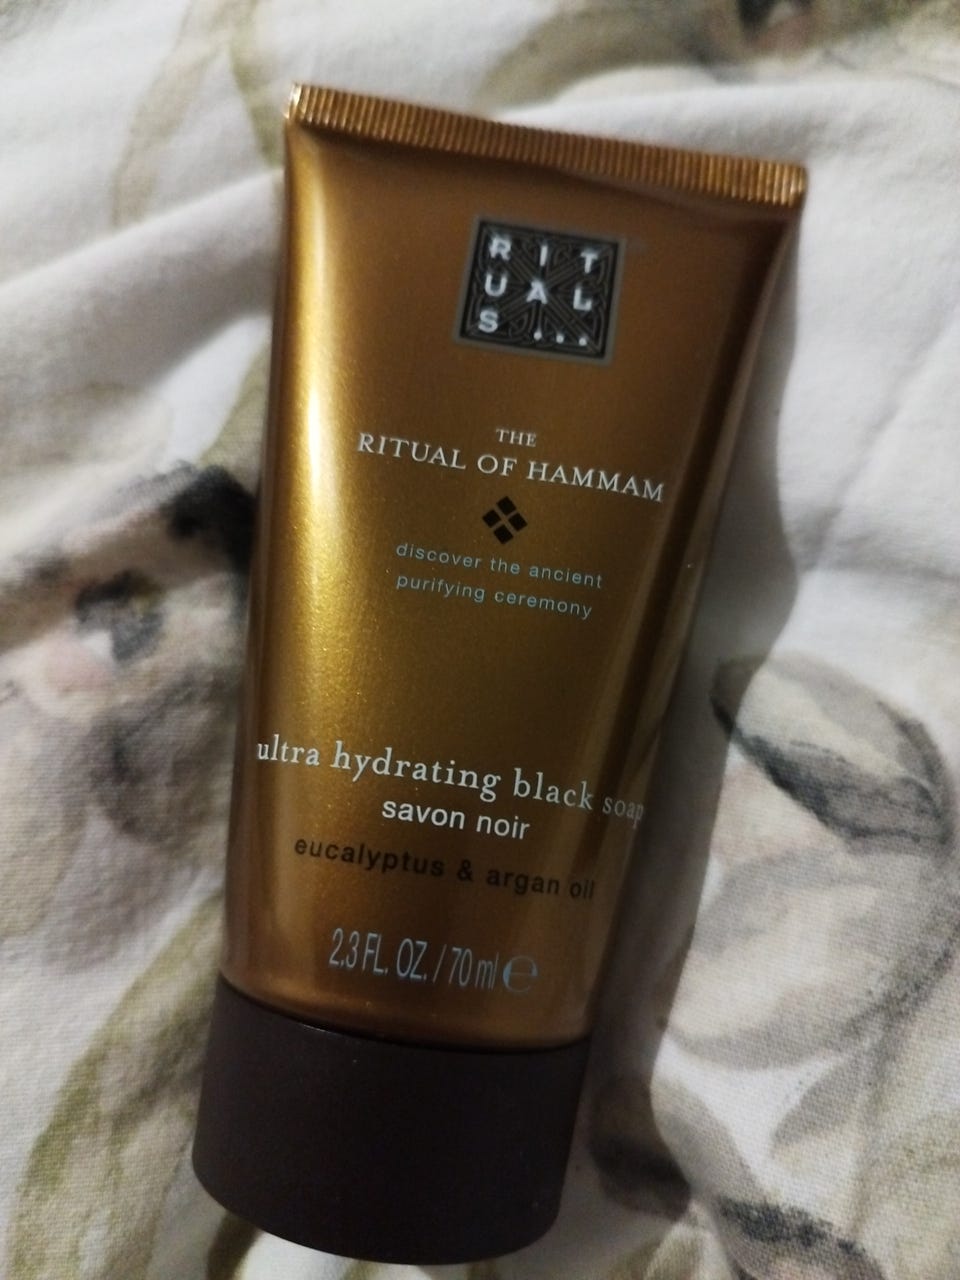 RIT
UAL
S...
THE
RITUAL OF HAMMAM
discover the ancient
purifying ceremony
ultra hydrating black soap
savon noir
eucalyptus & argan oil
2.3 FL. OZ. / 70 ml ℮